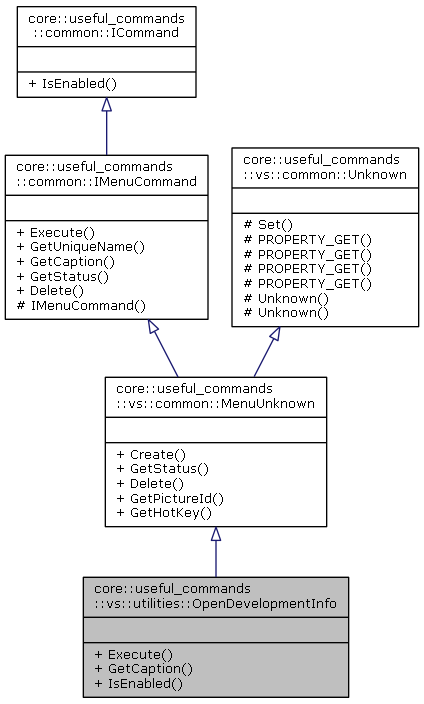 core::useful_commands
::common::ICommand
+ IsEnabled()
core::useful_commands
::common::IMenuCommand
+ Execute()
+ GetUniqueName()
+ GetCaption()
+ GetStatus()
+ Delete()
# IMenuCommand()
core::useful_commands
::vs::common::Unknown
# Set()
# PROPERTY_GET()
# PROPERTY_GET()
# PROPERTY_GET()
# PROPERTY_GET()
# Unknown()
# Unknown()
core::useful_commands
::vs::common::MenuUnknown
+ Create()
+ GetStatus()
+ Delete()
+ GetPictureId()
+ GetHotKey()
core::useful_commands
::vs::utilities::OpenDevelopmentInfo
+ Execute()
+ GetCaption()
+ IsEnabled()